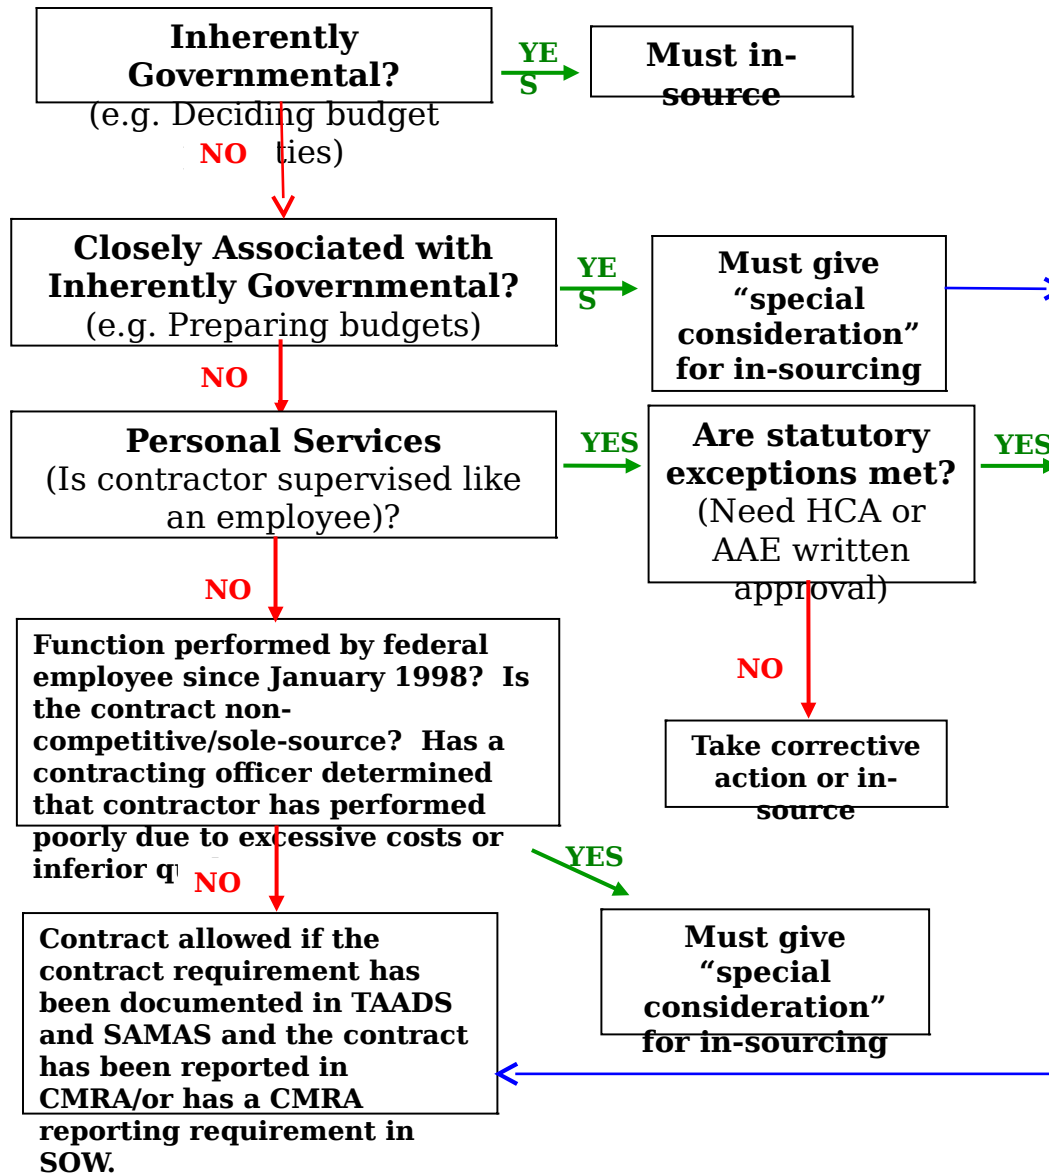 Inherently
Governmental?
(e.g. Deciding budget
ties)
YE
S
Must in-
source
NO
Closely Associated with
Inherently Governmental?
(e.g. Preparing budgets)
YE
S
Must give
“special
consideration”
for in-sourcing
NO
Personal Services
(Is contractor supervised like
an employee)?
YES
Are statutory
exceptions met?
(Need HCA or
AAE written
approval)
YES
NO
NO
Function performed by federal
employee since January 1998?  Is
the contract non-
competitive/sole-source?  Has a
contracting officer determined
that contractor has performed
poorly due to excessive costs or
inferior
Take corrective
action or in-
source
NO
YES
Contract allowed if the
contract requirement has
been documented in TAADS
and SAMAS and the contract
has been reported in
CMRA/or has a CMRA
reporting requirement in
SOW.
Must give
“special
consideration”
for in-sourcing